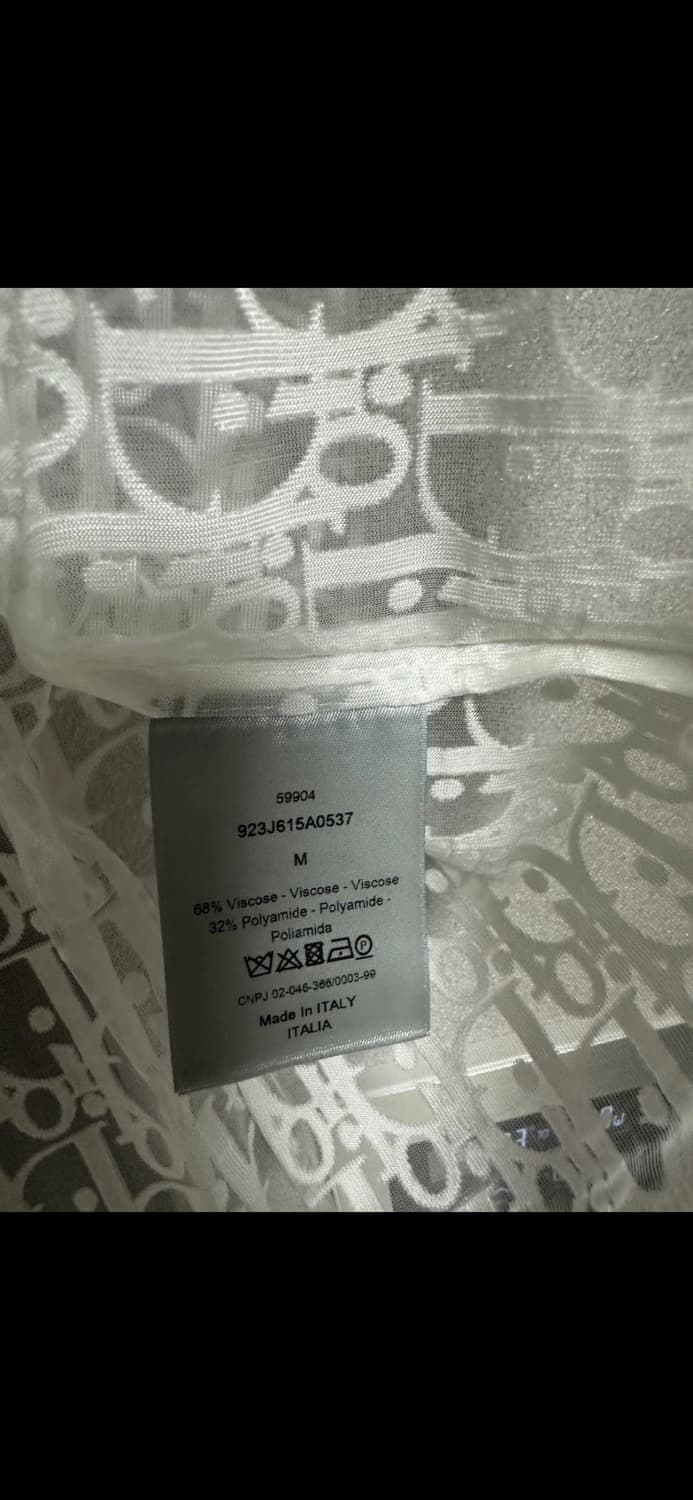 59904
923J615A0537
M
68% Viscose - Viscose - Viscose
32% Polyamide - Polyamide -
Poliamida
P
CNPJ 02-046-366/0003-99
Made In ITALY
ITALIA